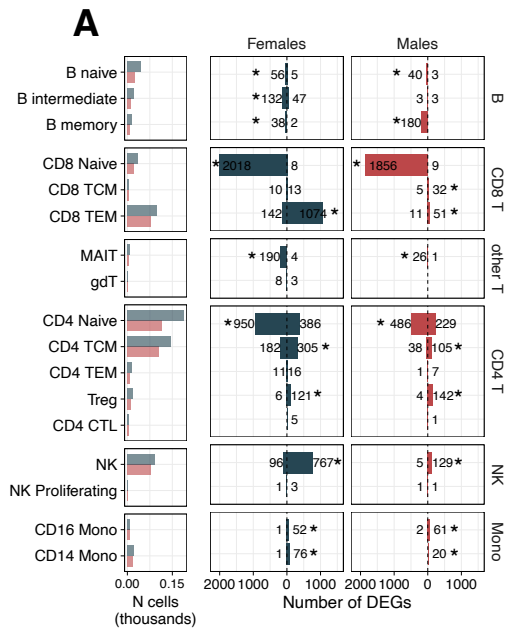 A
Females Males
B naive * 56 5 * 40 3
B intermediate * 132 47 3 3
B memory * 38 2 * 180
B
CD8 Naive * 2018 8 * 1856 9
CD8 TCM 10 13 5 32 *
CD8 TEM 142 1074 * 11 51 *
CD8 T
MAIT * 190 4 * 26 1
gdT 8 3
other T
CD4 Naive * 950 386 * 486 229
CD4 TCM 182 305 * 38 105 *
CD4 TEM 11 16 1 7
Treg 6 121 * 4 142 *
CD4 CTL 5 1
CD4 T
NK 96 767 * 5 129 *
NK Proliferating 1 3 1 1
NK
CD16 Mono 1 52 * 2 61 *
CD14 Mono 1 76 * 20 *
Mono
0.00 0.15 2000 1000 0 1000 2000 1000 0 1000
N cells
(thousands)
Number of DEGs